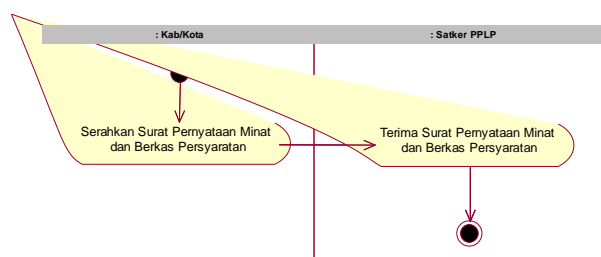 : Kab/Kota
: Satker PPLP
Serahkan Surat Pernyataan Minat
dan Berkas Persyaratan
Terima Surat Pernyataan Minat
dan Berkas Persyaratan